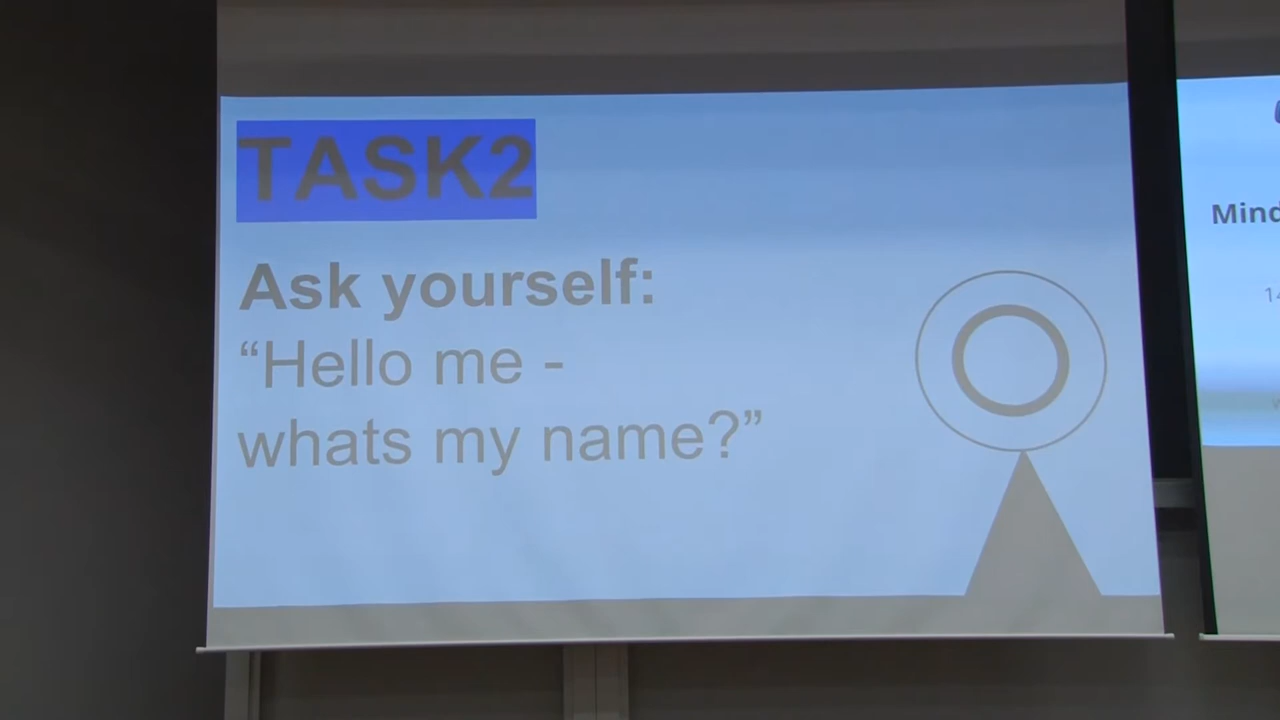 TASK2
Ask yourself:
“Hello me -
whats my name?”
Mind